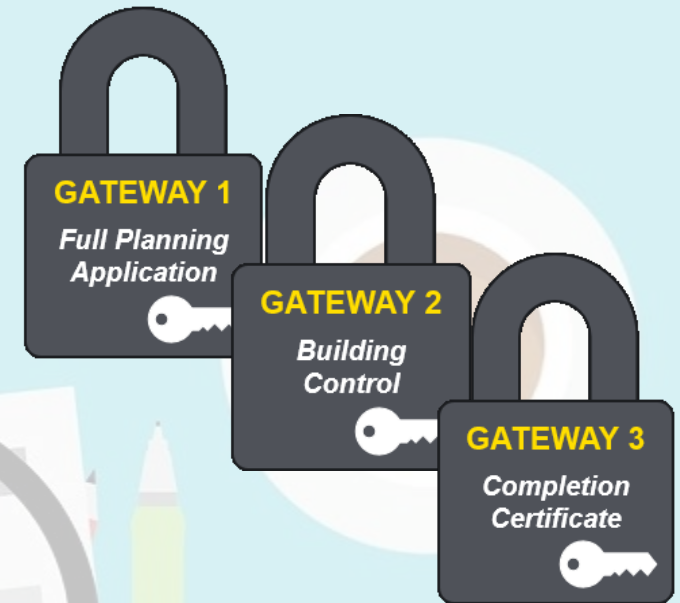 GATEWAY 1
Full Planning
Application
GATEWAY 2
Building
Control
GATEWAY 3
Completion
Certificate